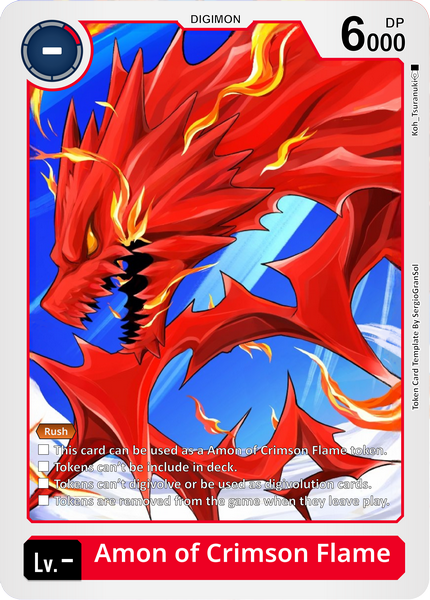 DIGIMON
-
DP
6000
Koh_Tsuranuki
Token Card Template By SergioGranSol
Rush
This card can be used as a Amon of Crimson Flame token.
Tokens can't be include in deck.
Tokens can't digivolve or be used as digivolution cards.
Tokens are removed from the game when they leave play.
Lv.-
Amon of Crimson Flame